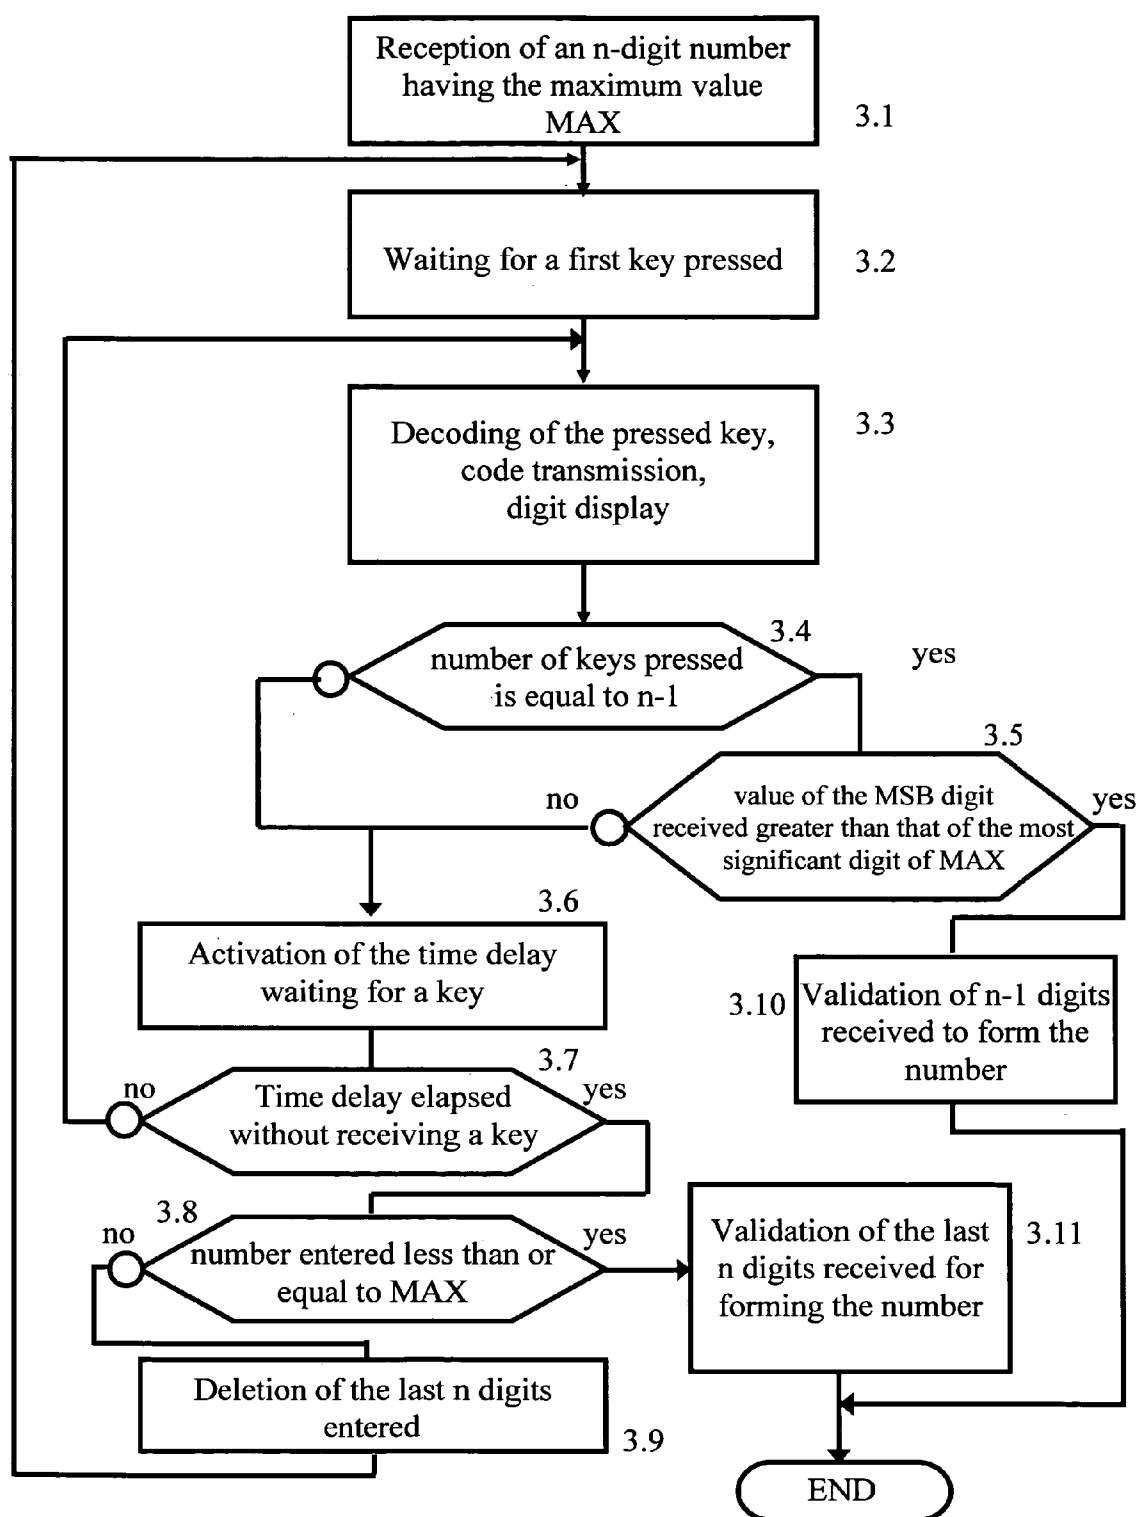 Reception of an n-digit number
having the maximum value
MAX
3.1
Waiting for a first key pressed
3.2
Decoding of the pressed key,
code transmission,
digit display
3.3
3.4
number of keys pressed
is equal to n-1
yes
3.5
no
value of the MSB digit
received greater than that of the most
significant digit of MAX
yes
3.6
Activation of the time delay
waiting for a key
3.10
Validation of n-1 digits
received to form the
number
3.7
no
Time delay elapsed
without receiving a key
yes
3.8
no
number entered less than or
equal to MAX
yes
Validation of the last
n digits received for
forming the number
3.11
Deletion of the last n digits
entered
3.9
END